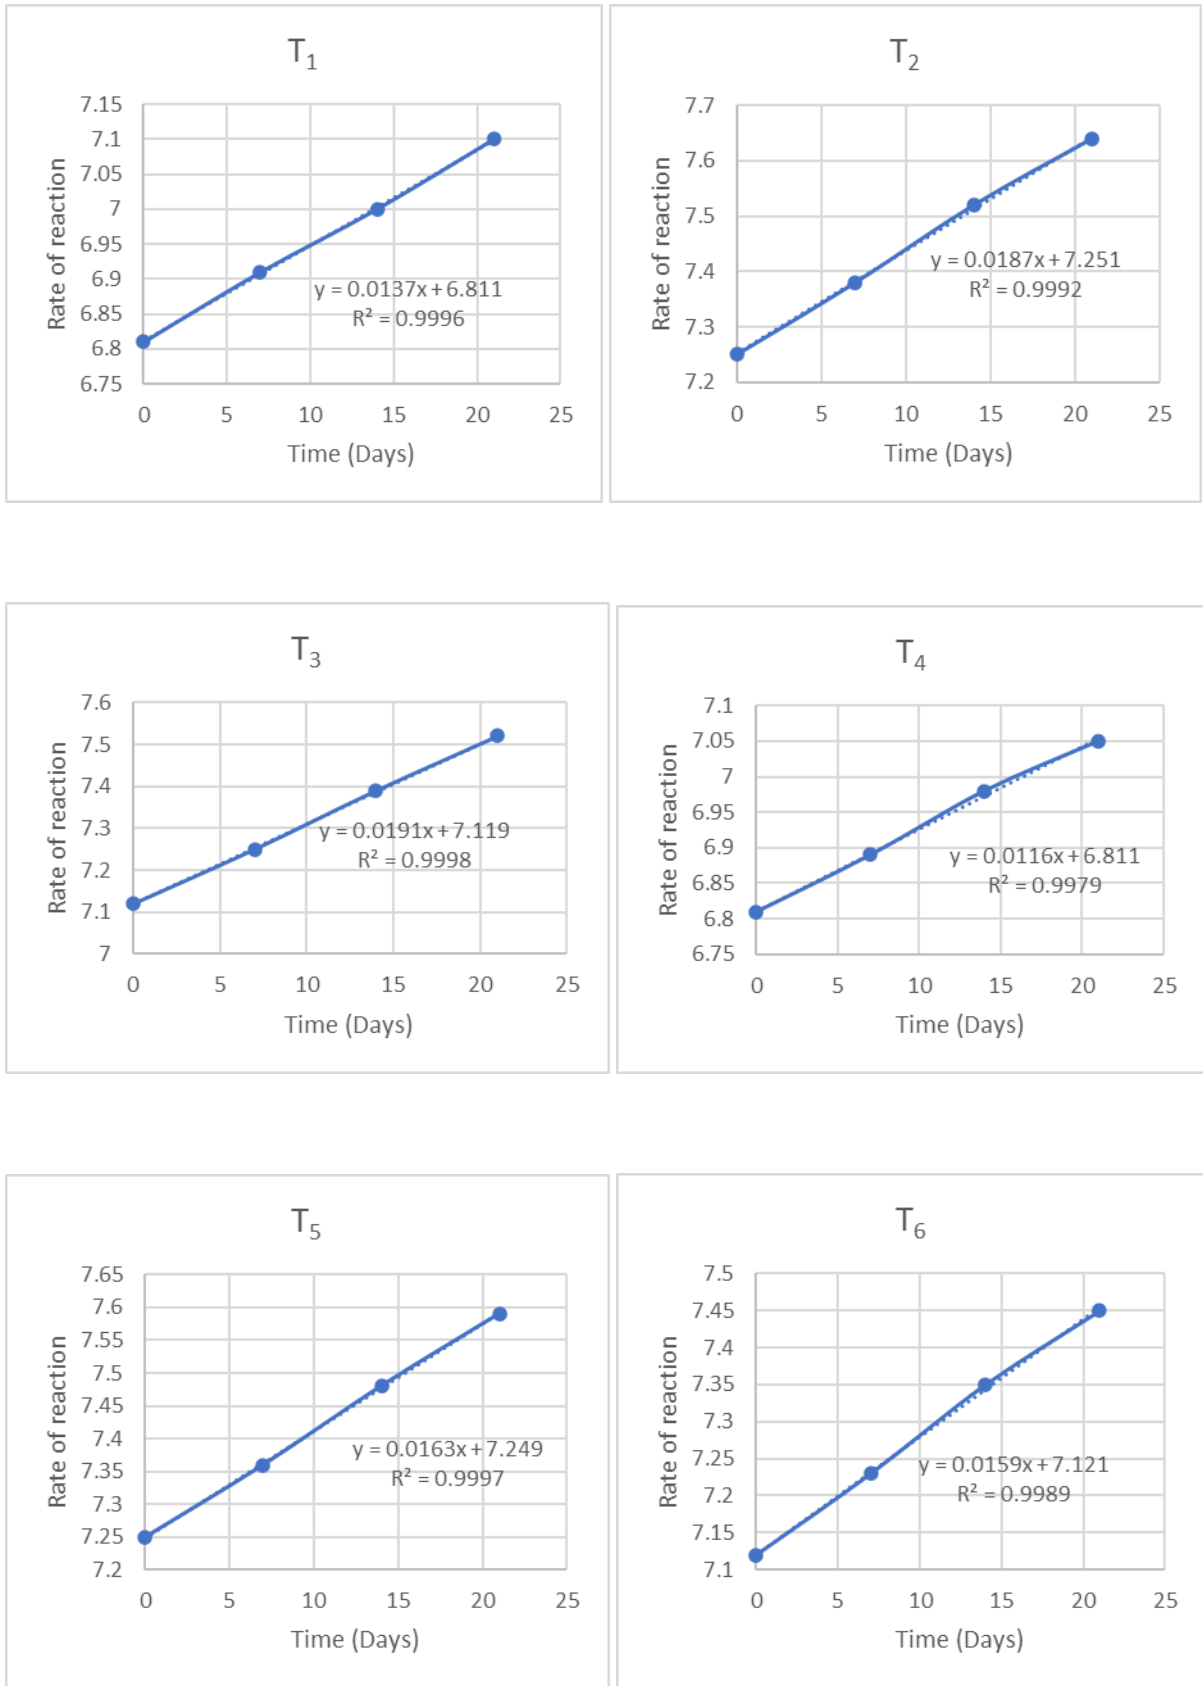 T1
7.15
7.1
7.05
7
6.95
6.9
6.85
6.8
6.75
Rate of reaction
y = 0.0137x + 6.811
R² = 0.9996
0 5 10 15 20 25
Time (Days)
T2
7.7
7.6
7.5
7.4
7.3
7.2
Rate of reaction
y = 0.0187x + 7.251
R² = 0.9992
0 5 10 15 20 25
Time (Days)
T3
7.6
7.5
7.4
7.3
7.2
7.1
7
Rate of reaction
y = 0.0191x + 7.119
R² = 0.9998
0 5 10 15 20 25
Time (Days)
T4
7.1
7.05
7
6.95
6.9
6.85
6.8
6.75
Rate of reaction
y = 0.0116x + 6.811
R² = 0.9979
0 5 10 15 20 25
Time (Days)
T5
7.65
7.6
7.55
7.5
7.45
7.4
7.35
7.3
7.25
7.2
Rate of reaction
y = 0.0163x + 7.249
R² = 0.9997
0 5 10 15 20 25
Time (Days)
T6
7.5
7.45
7.4
7.35
7.3
7.25
7.2
7.15
7.1
Rate of reaction
y = 0.0159x + 7.121
R² = 0.9989
0 5 10 15 20 25
Time (Days)